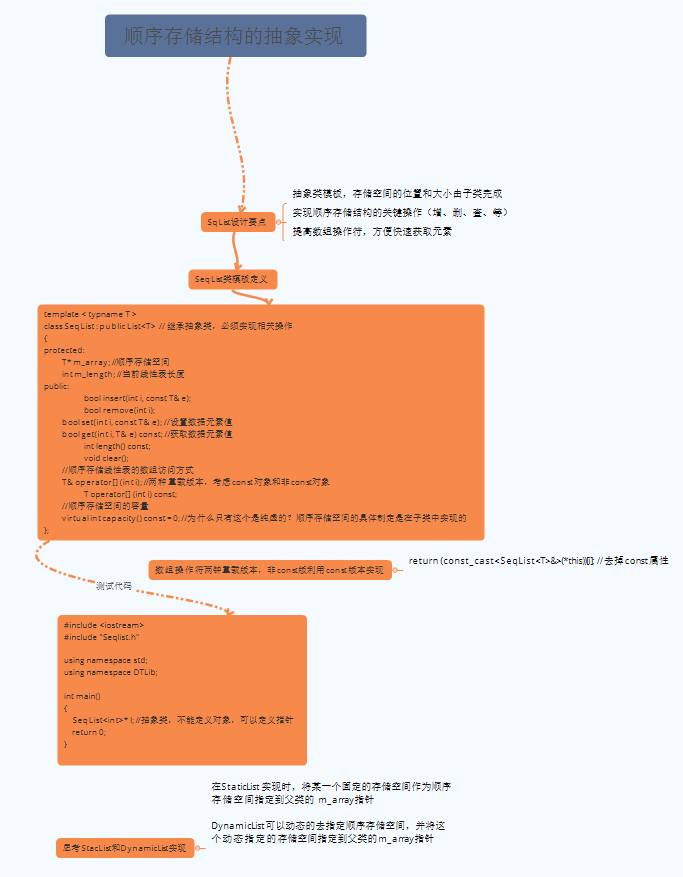 顺序存储结构的抽象实现
SqList设计要点
抽象类模板，存储空间的位置和大小由子类完成
实现顺序存储结构的关键操作（增、删、查、等）
提高数组操作符，方便快速获取元素
SeqList类模板定义
template < typname T >
class SeqList : public List<T> //继承抽象类，必须实现相关操作
{
protected:
T* m_array; //顺序存储空间
int m_length; //当前线性表长度
public:
bool insert(int i, const T& e);
bool remove(int i);
bool set(int i, const T& e); //设置数据元素值
bool get(int i, T& e) const; //获取数据元素值
int length() const;
void clear();
//顺序存储线性表的数组访问方式
T& operator[] (int i); //两种重载版本，考虑const对象和非const对象
T operator[] (int i) const;
//顺序存储空间的容量
virtual int capacity() const = 0; //为什么只有这个是纯虚的？顺序存储空间的具体制定是在子类中实现的
};
数组操作符两钟重载版本，非const版利用const版本实现
return (const_cast<SeqList<T>&>(*this))[i]; //去掉const属性
测试代码
#include <iostream>
#include "Seqlist.h"
using namespace std;
using namespace DTLib;
int main()
{
SeqList<int>* l; //抽象类，不能定义对象，可以定义指针
return 0;
}
在StaticList实现时，将某一个固定的存储空间作为顺序
存储空间指定到父类的 m_array指针
DynamicList可以动态的去指定顺序存储空间，并将这
个动态指定的存储空间指定到父类的m_array指针
思考StacList和DynamicList实现